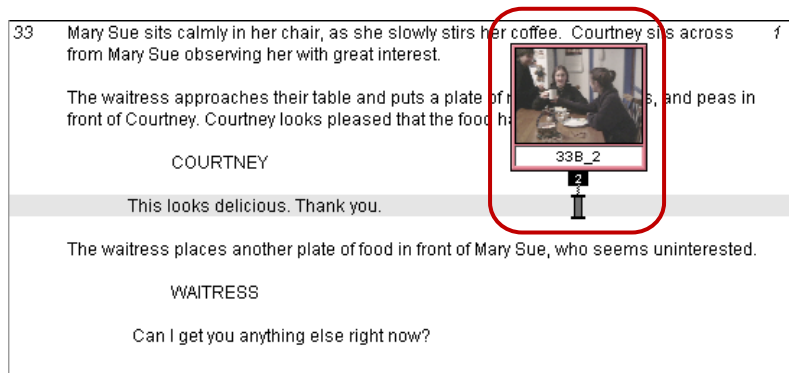 33 Mary Sue sits calmly in her chair, as she slowly stirs her coffee. Courtney sits across 1
from Mary Sue observing her with great interest.
The waitress approaches their table and puts a plate of and peas in
front of Courtney. Courtney looks pleased that the food
33B_2
COURTNEY
2
This looks delicious. Thank you.
The waitress places another plate of food in front of Mary Sue, who seems uninterested.
WAITRESS
Can I get you anything else right now?